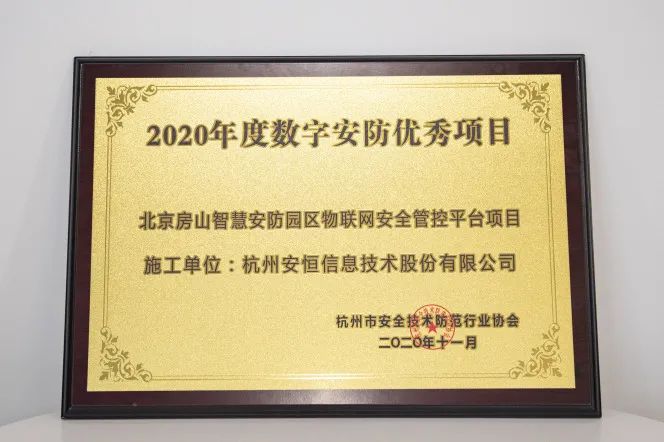 2020年度数字安防优秀项目
北京房山智慧安防园区物联网安全管控平台项目
施工单位：杭州安恒信息技术股份有限公司
杭州市安全技术防范行业协会
二〇二〇年十一月